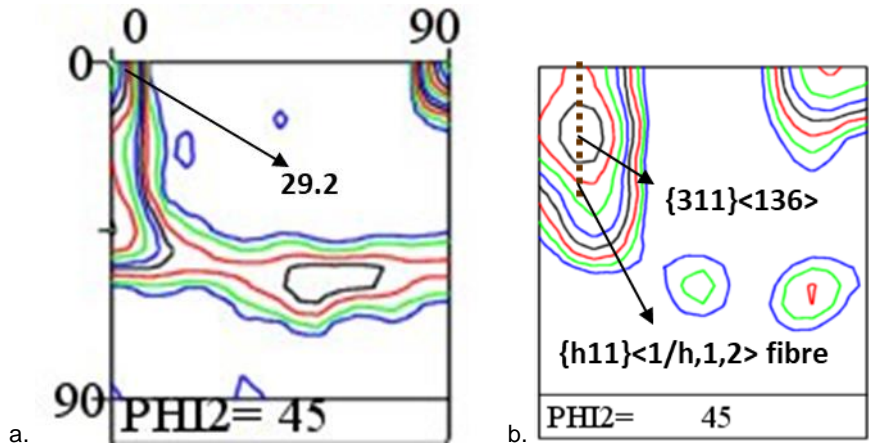 0 90
0
29.2
90
PHI2= 45
a.
{311}<136>
{h11}<1/h,1,2> fibre
PHI2= 45
b.